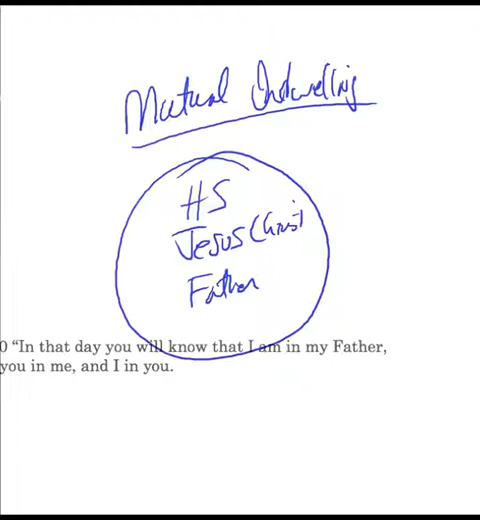 Mutual Indwelling
HS
Jesus Christ
Father
0 “In that day you will know that I am in my Father,
you in me, and I in you.